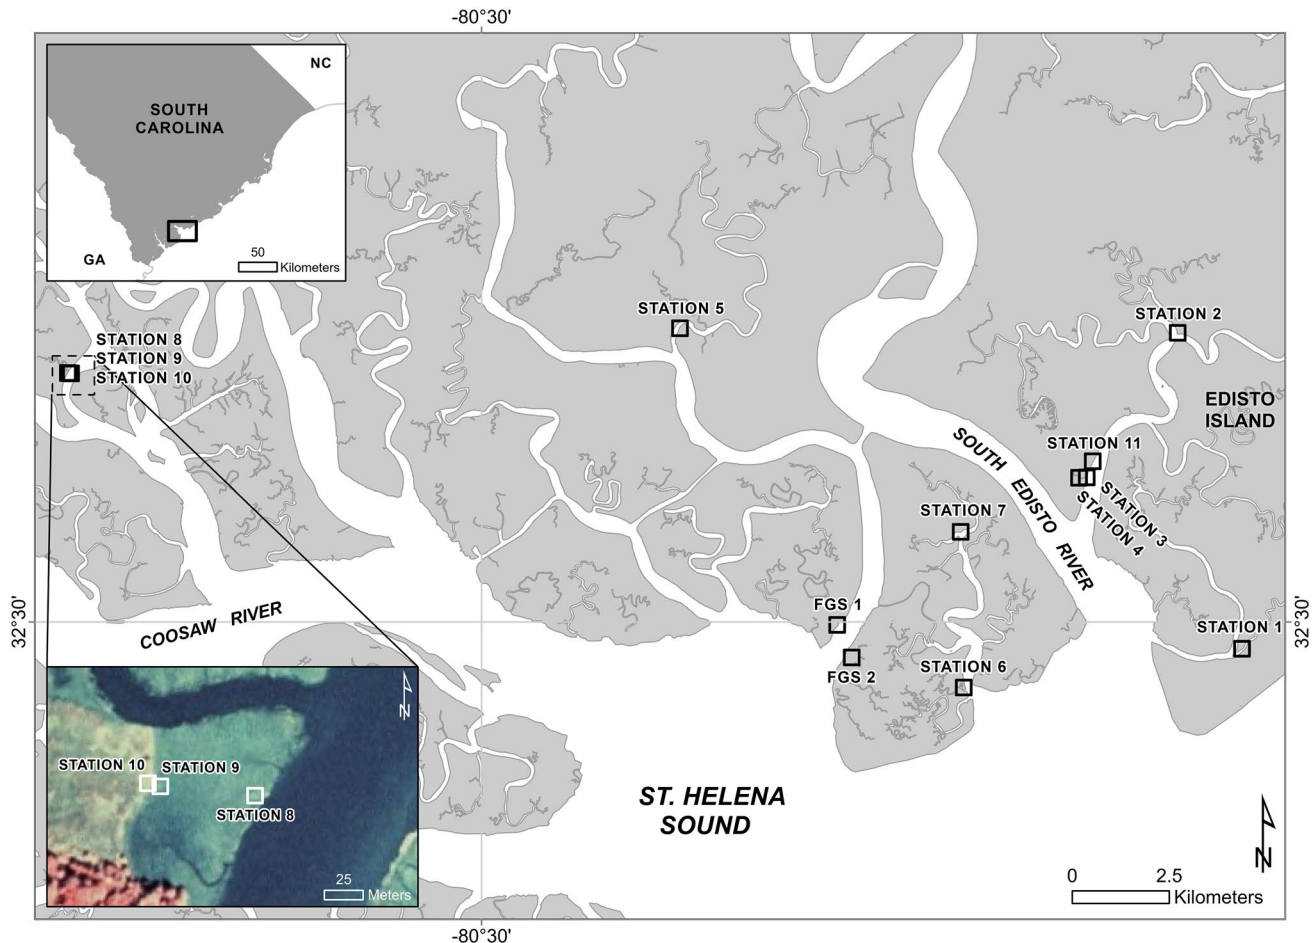 -80°30'
NC
SOUTH
CAROLINA
GA
50
Kilometers
STATION 5
STATION 2
STATION 8
STATION 9
STATION 10
EDISTO
ISLAND
STATION 11
SOUTH EDISTO RIVER
STATION 3
STATION 4
STATION 7
FGS 1
32°30'
32°30'
COOSAW RIVER
STATION 1
FGS 2
STATION 6
N
STATION 10
STATION 9
STATION 8
25
Meters
ST. HELENA
SOUND
N
0 2.5
Kilometers
-80°30'